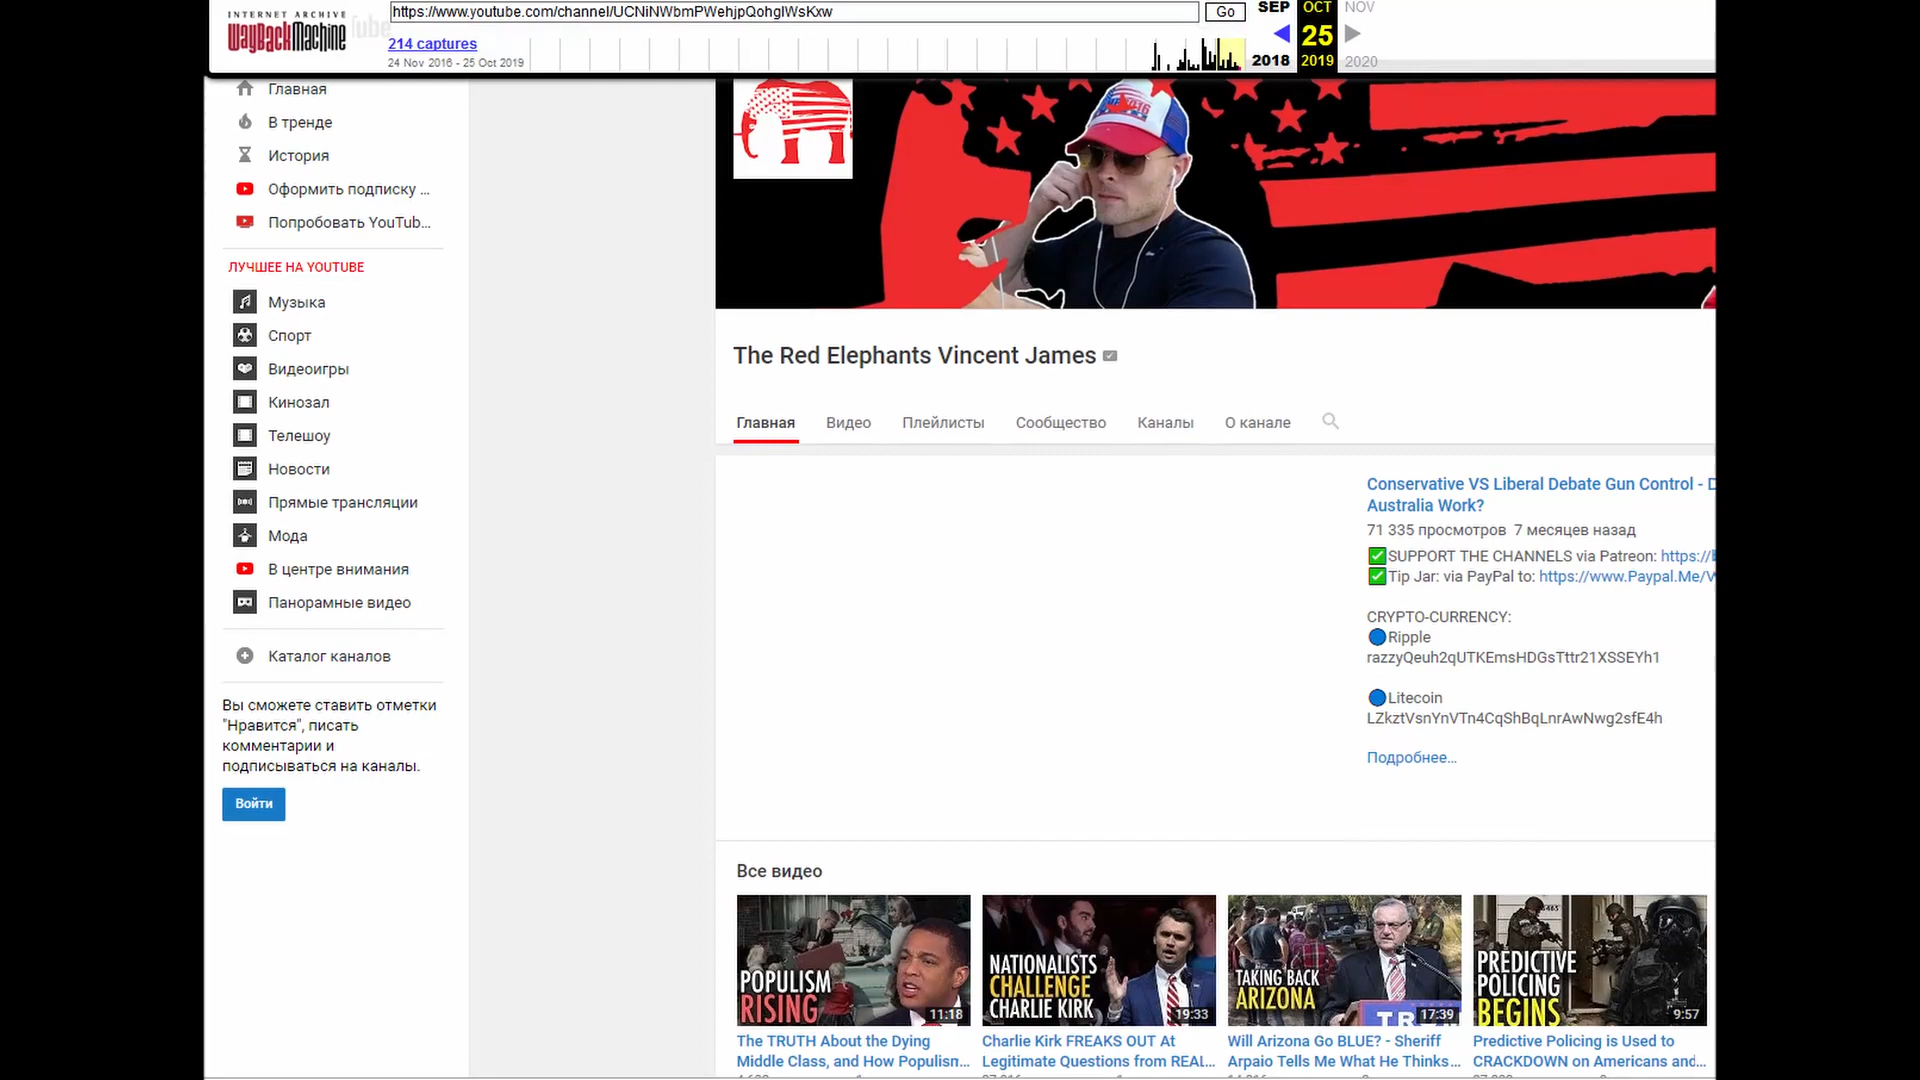 INTERNET ARCHIVE
WayBackMachine
https://www.youtube.com/channel/UCNiNWbmPWehjpQohglWsKxw
Go
SEP
OCT
NOV
214 captures
25
24 Nov 2016 - 25 Oct 2019
2018
2019
2020
Главная
В тренде
История
Оформить подписку ...
Попробовать YouTub...
ЛУЧШЕЕ НА YOUTUBE
Музыка
Спорт
Видеоигры
Кинозал
Телешоу
Новости
Прямые трансляции
Мода
В центре внимания
Панорамные видео
Каталог каналов
Вы сможете ставить отметки
"Нравится", писать
комментарии и
подписываться на каналы.
Войти
The Red Elephants Vincent James
Главная
Видео
Плейлисты
Сообщество
Каналы
О канале
Conservative VS Liberal Debate Gun Control - D
Australia Work?
71 335 просмотров 7 месяцев назад
SUPPORT THE CHANNELS via Patreon: https://
Tip Jar: via PayPal to: https://www.Paypal.Me/V
CRYPTO-CURRENCY:
Ripple
razzyQeuh2qUTKEmsHDGsTttr21XSSEYh1
Litecoin
LZkztVsnYnVTn4CqShBqLnrAwNwg2sfE4h
Подробнее...
Все видео
POPULISM
RISING
11:18
NATIONALISTS
CHALLENGE
CHARLIE KIRK
19:33
TAKING BACK
ARIZONA
17:39
PREDICTIVE
POLICING
BEGINS
9:57
The TRUTH About the Dying
Middle Class, and How Populism...
Charlie Kirk FREAKS OUT At
Legitimate Questions from REAL...
Will Arizona Go BLUE? - Sheriff
Arpaio Tells Me What He Thinks...
Predictive Policing is Used to
CRACKDOWN on Americans and...